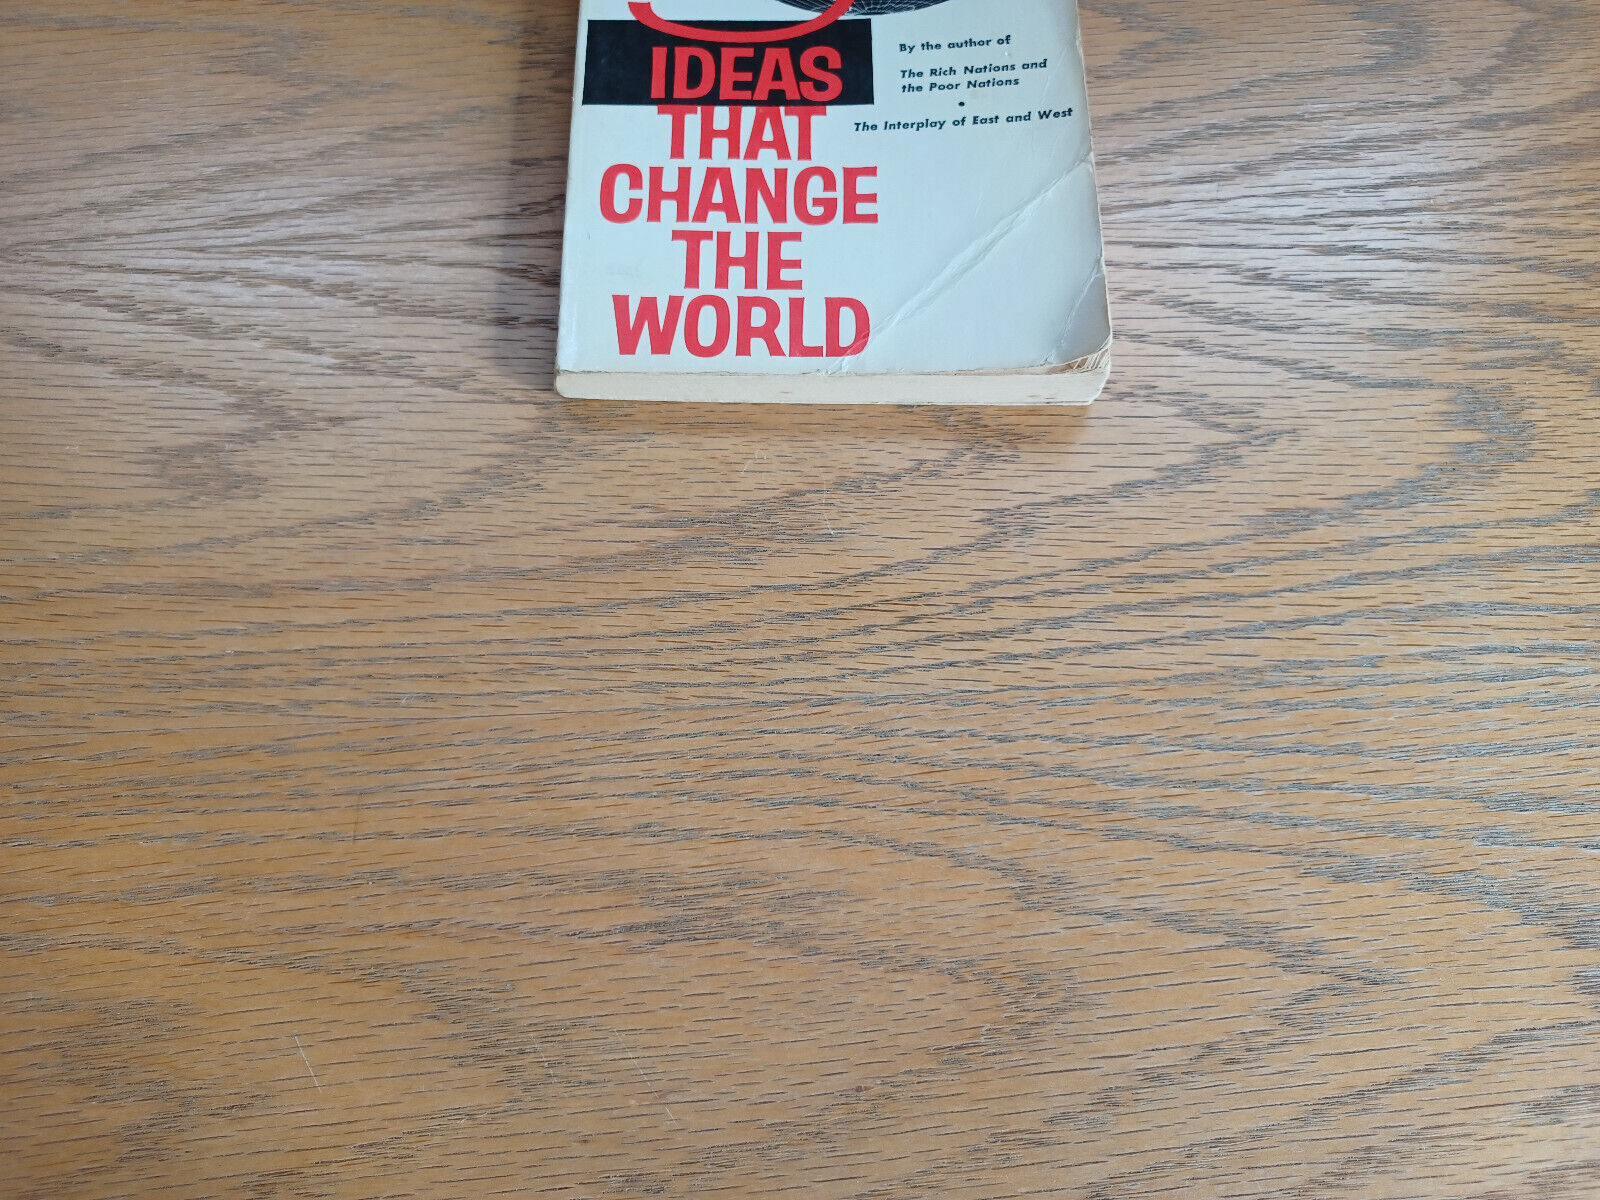 IDEAS
THAT
CHANGE
THE
WORLD
By the author of
The Rich Nations and
the Poor Nations
•
The Interplay of East and West